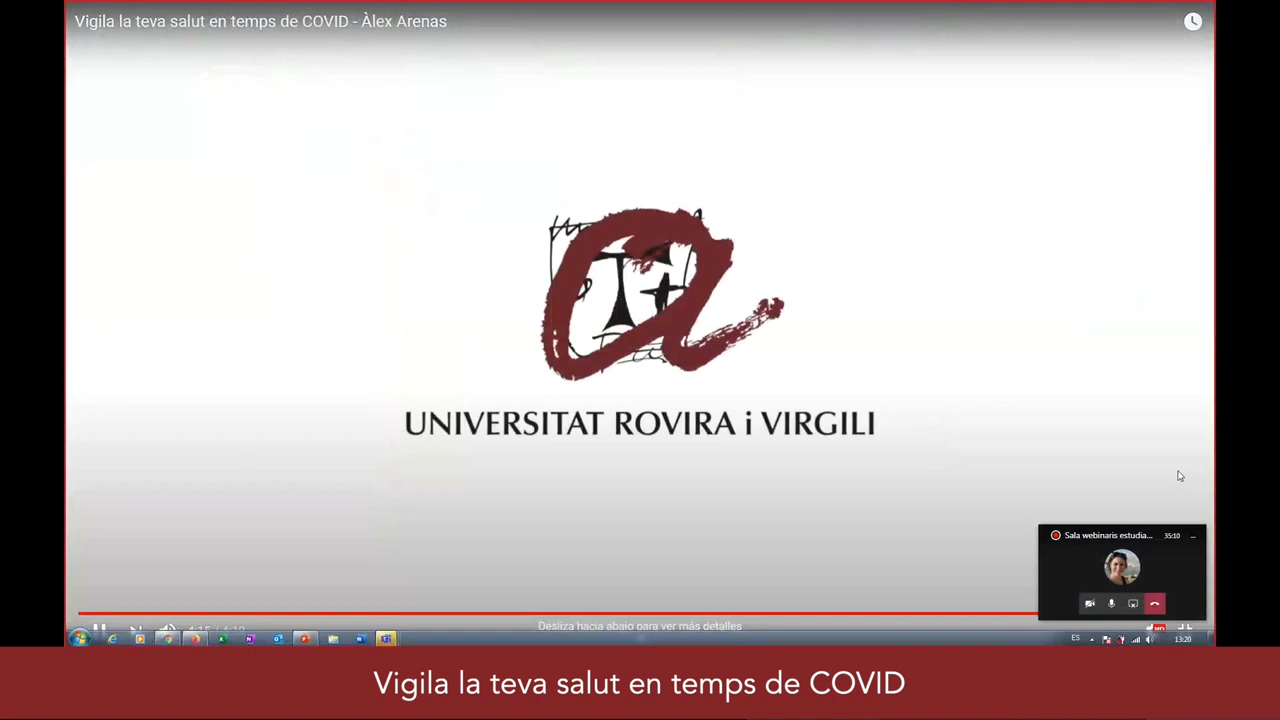 Vigila la teva salut en temps de COVID - Àlex Arenas
UNIVERSITAT ROVIRA i VIRGILI
Sala webinaris estudia... 35:10
Desliza hacia abajo para ver más detalles
ES
13:20
Vigila la teva salut en temps de COVID